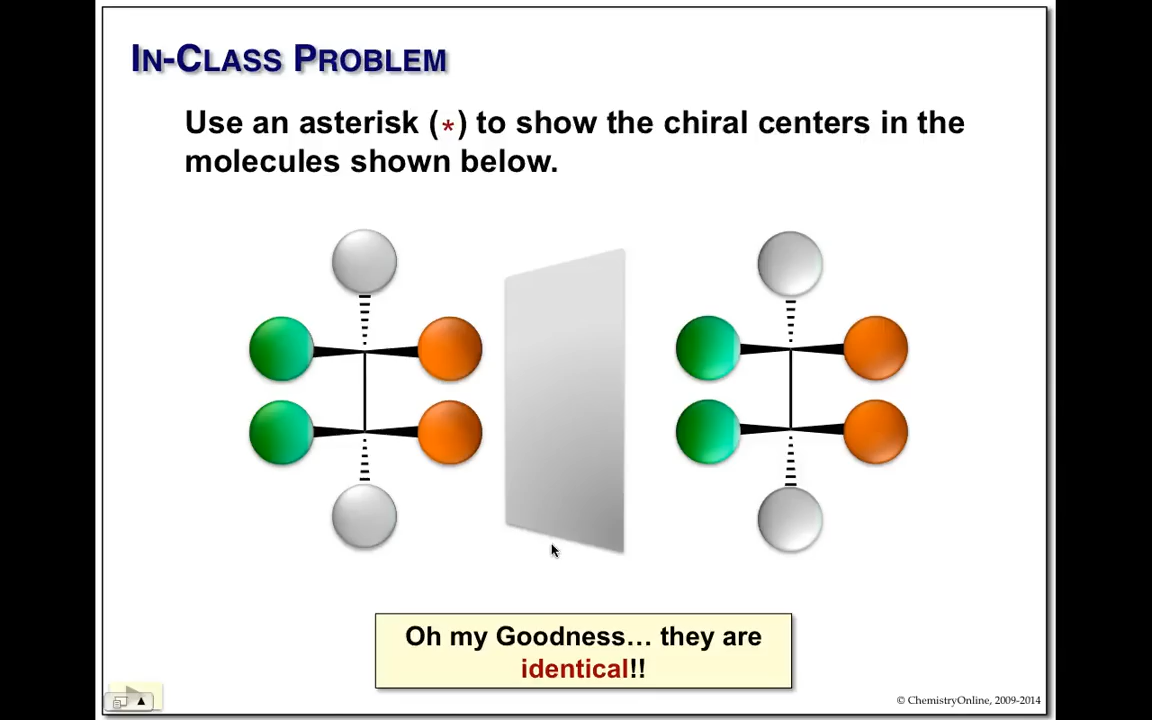 IN-CLASS PROBLEM
Use an asterisk (*) to show the chiral centers in the
molecules shown below.
Oh my Goodness… they are
identical!!
© ChemistryOnline, 2009-2014